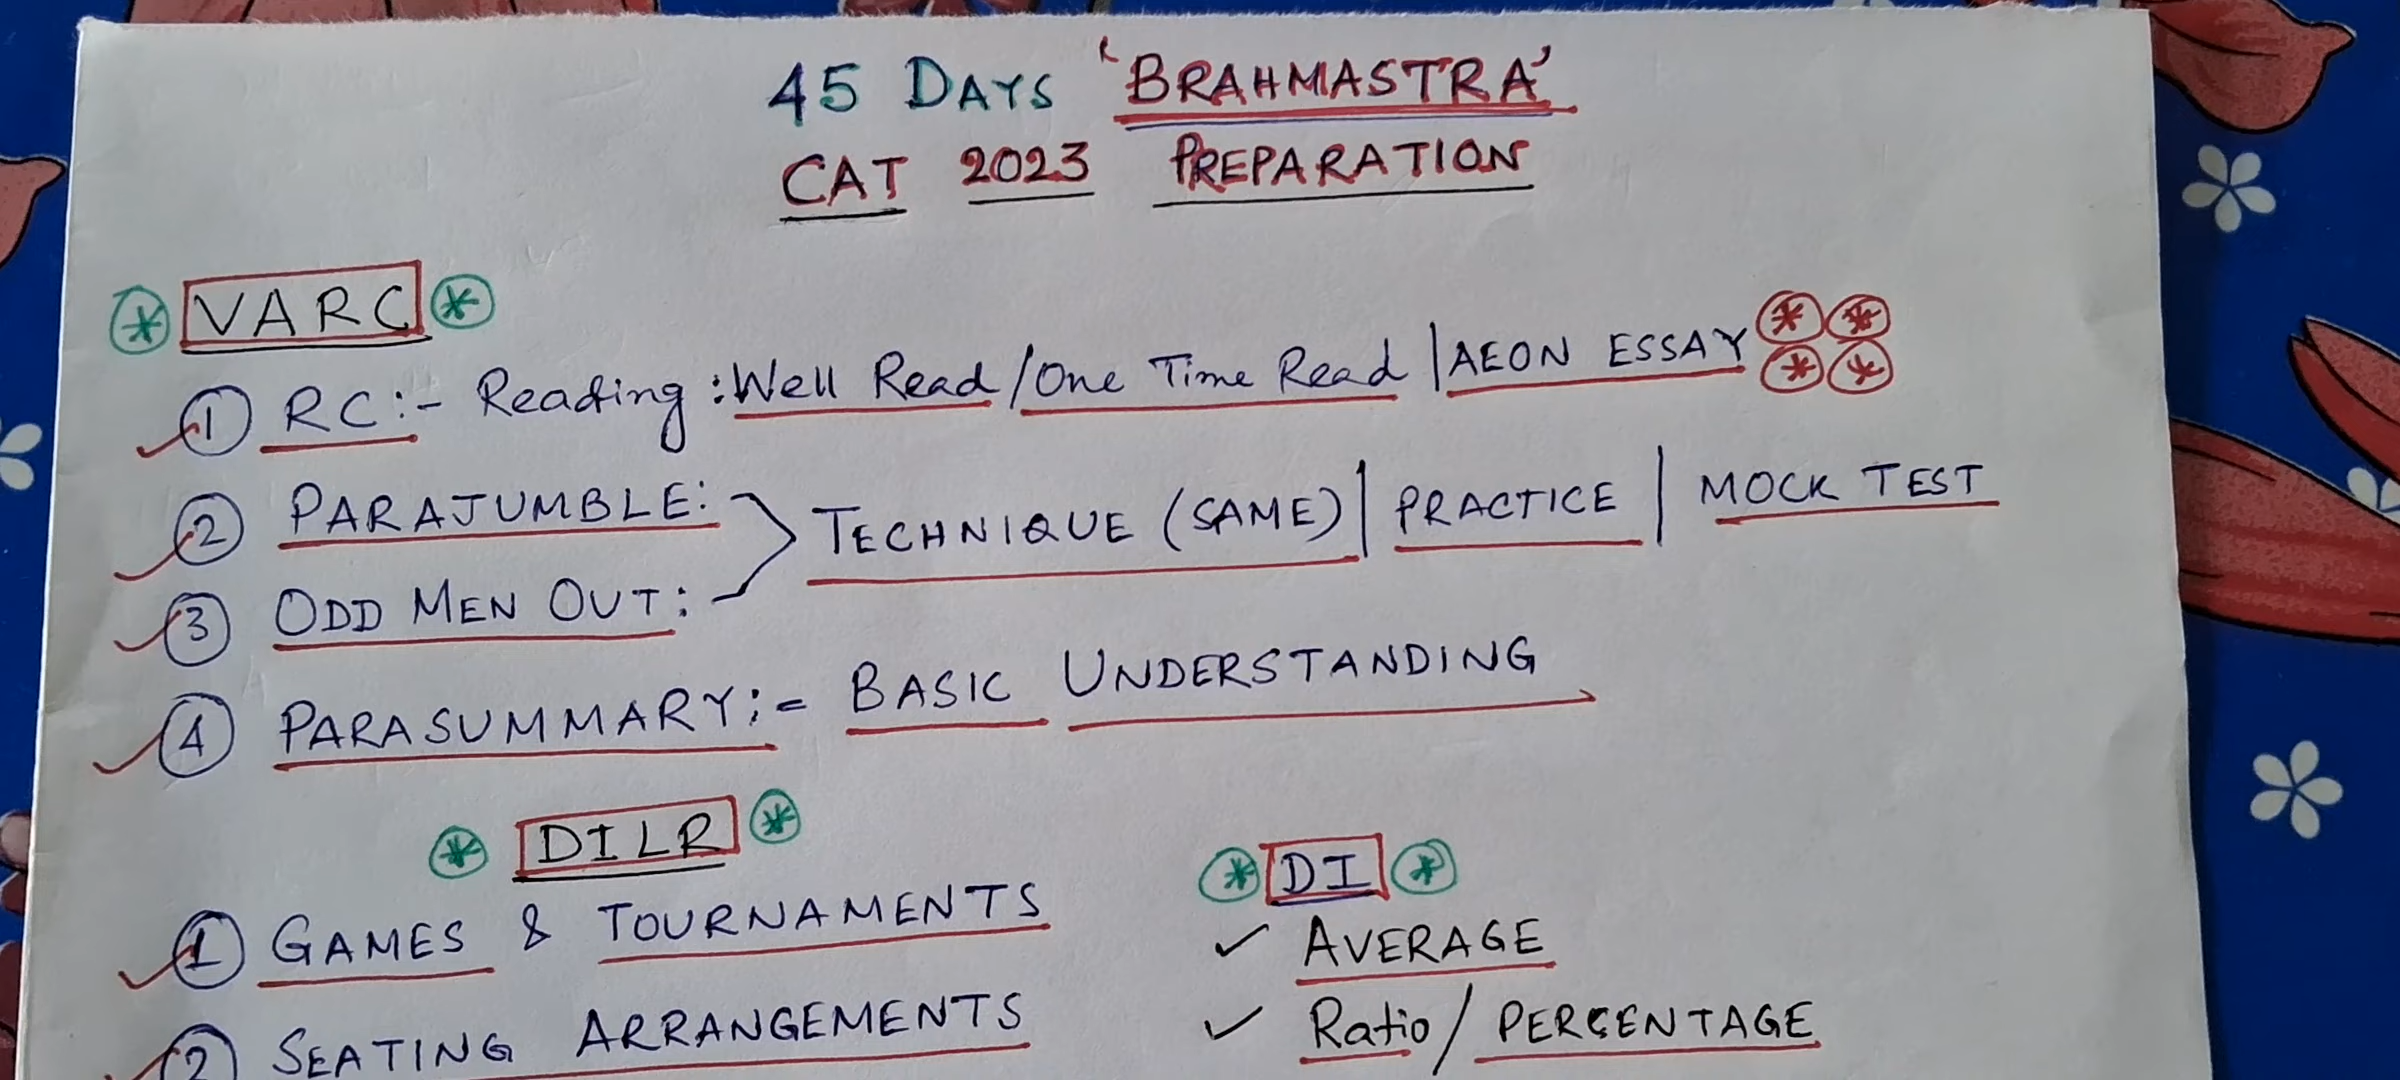 45 DAYS 'BRAHMASTRA'
CAT 2023 PREPARATION
* VARC *
① RC:- Reading: Well Read / One Time Read | AEON ESSAY * * * *
② PARAJUMBLE:
TECHNIQUE (SAME) | PRACTICE | MOCK TEST
③ ODD MEN OUT:
④ PARASUMMARY:- BASIC UNDERSTANDING
* DILR *
① GAMES & TOURNAMENTS
② SEATING ARRANGEMENTS
* DI *
✓ AVERAGE
✓ Ratio / PERCENTAGE